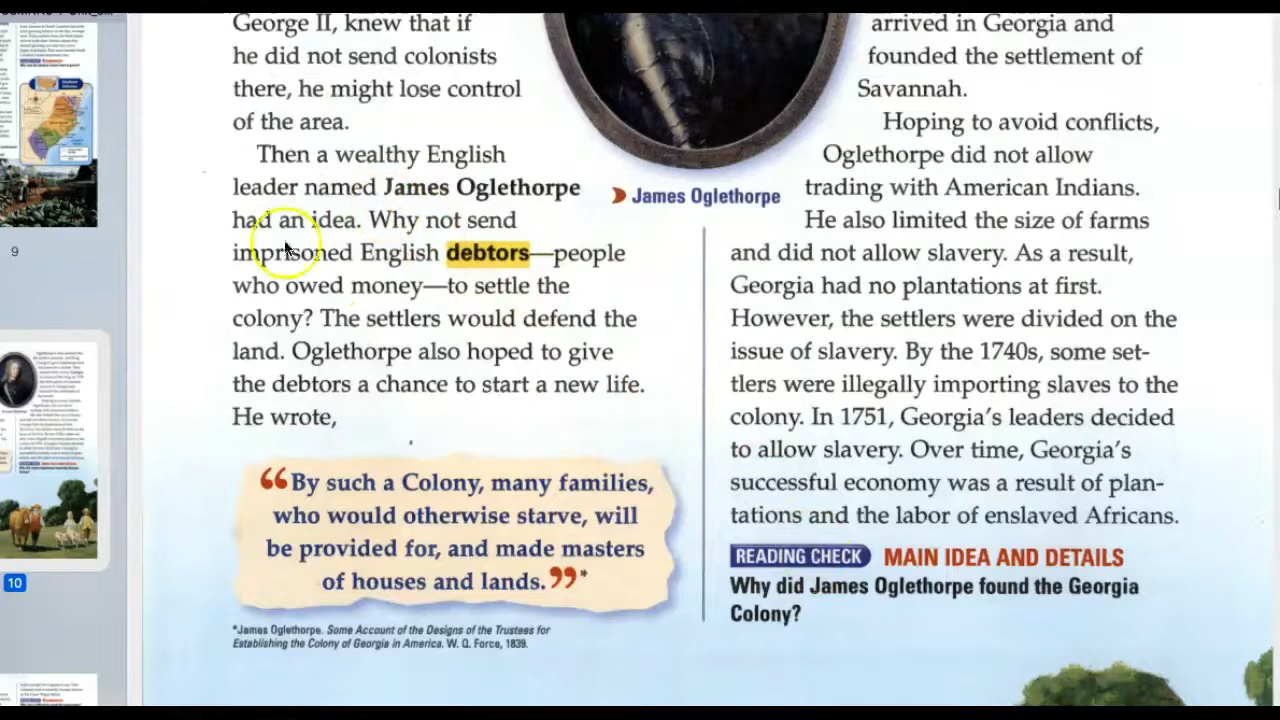 George II, knew that if
he did not send colonists
there, he might lose control
of the area.
Then a wealthy English
leader named James Oglethorpe
had an idea. Why not send
imprisoned English debtors—people
who owed money—to settle the
colony? The settlers would defend the
land. Oglethorpe also hoped to give
the debtors a chance to start a new life.
He wrote,
“By such a Colony, many families,
who would otherwise starve, will
be provided for, and made masters
of houses and lands.”*
*James Oglethorpe. Some Account of the Designs of the Trustees for
Establishing the Colony of Georgia in America. W. Q. Force, 1839.
James Oglethorpe
arrived in Georgia and
founded the settlement of
Savannah.
Hoping to avoid conflicts,
Oglethorpe did not allow
trading with American Indians.
He also limited the size of farms
and did not allow slavery. As a result,
Georgia had no plantations at first.
However, the settlers were divided on the
issue of slavery. By the 1740s, some set-
tlers were illegally importing slaves to the
colony. In 1751, Georgia's leaders decided
to allow slavery. Over time, Georgia's
successful economy was a result of plan-
tations and the labor of enslaved Africans.
READING CHECK MAIN IDEA AND DETAILS
Why did James Oglethorpe found the Georgia
Colony?
9
10